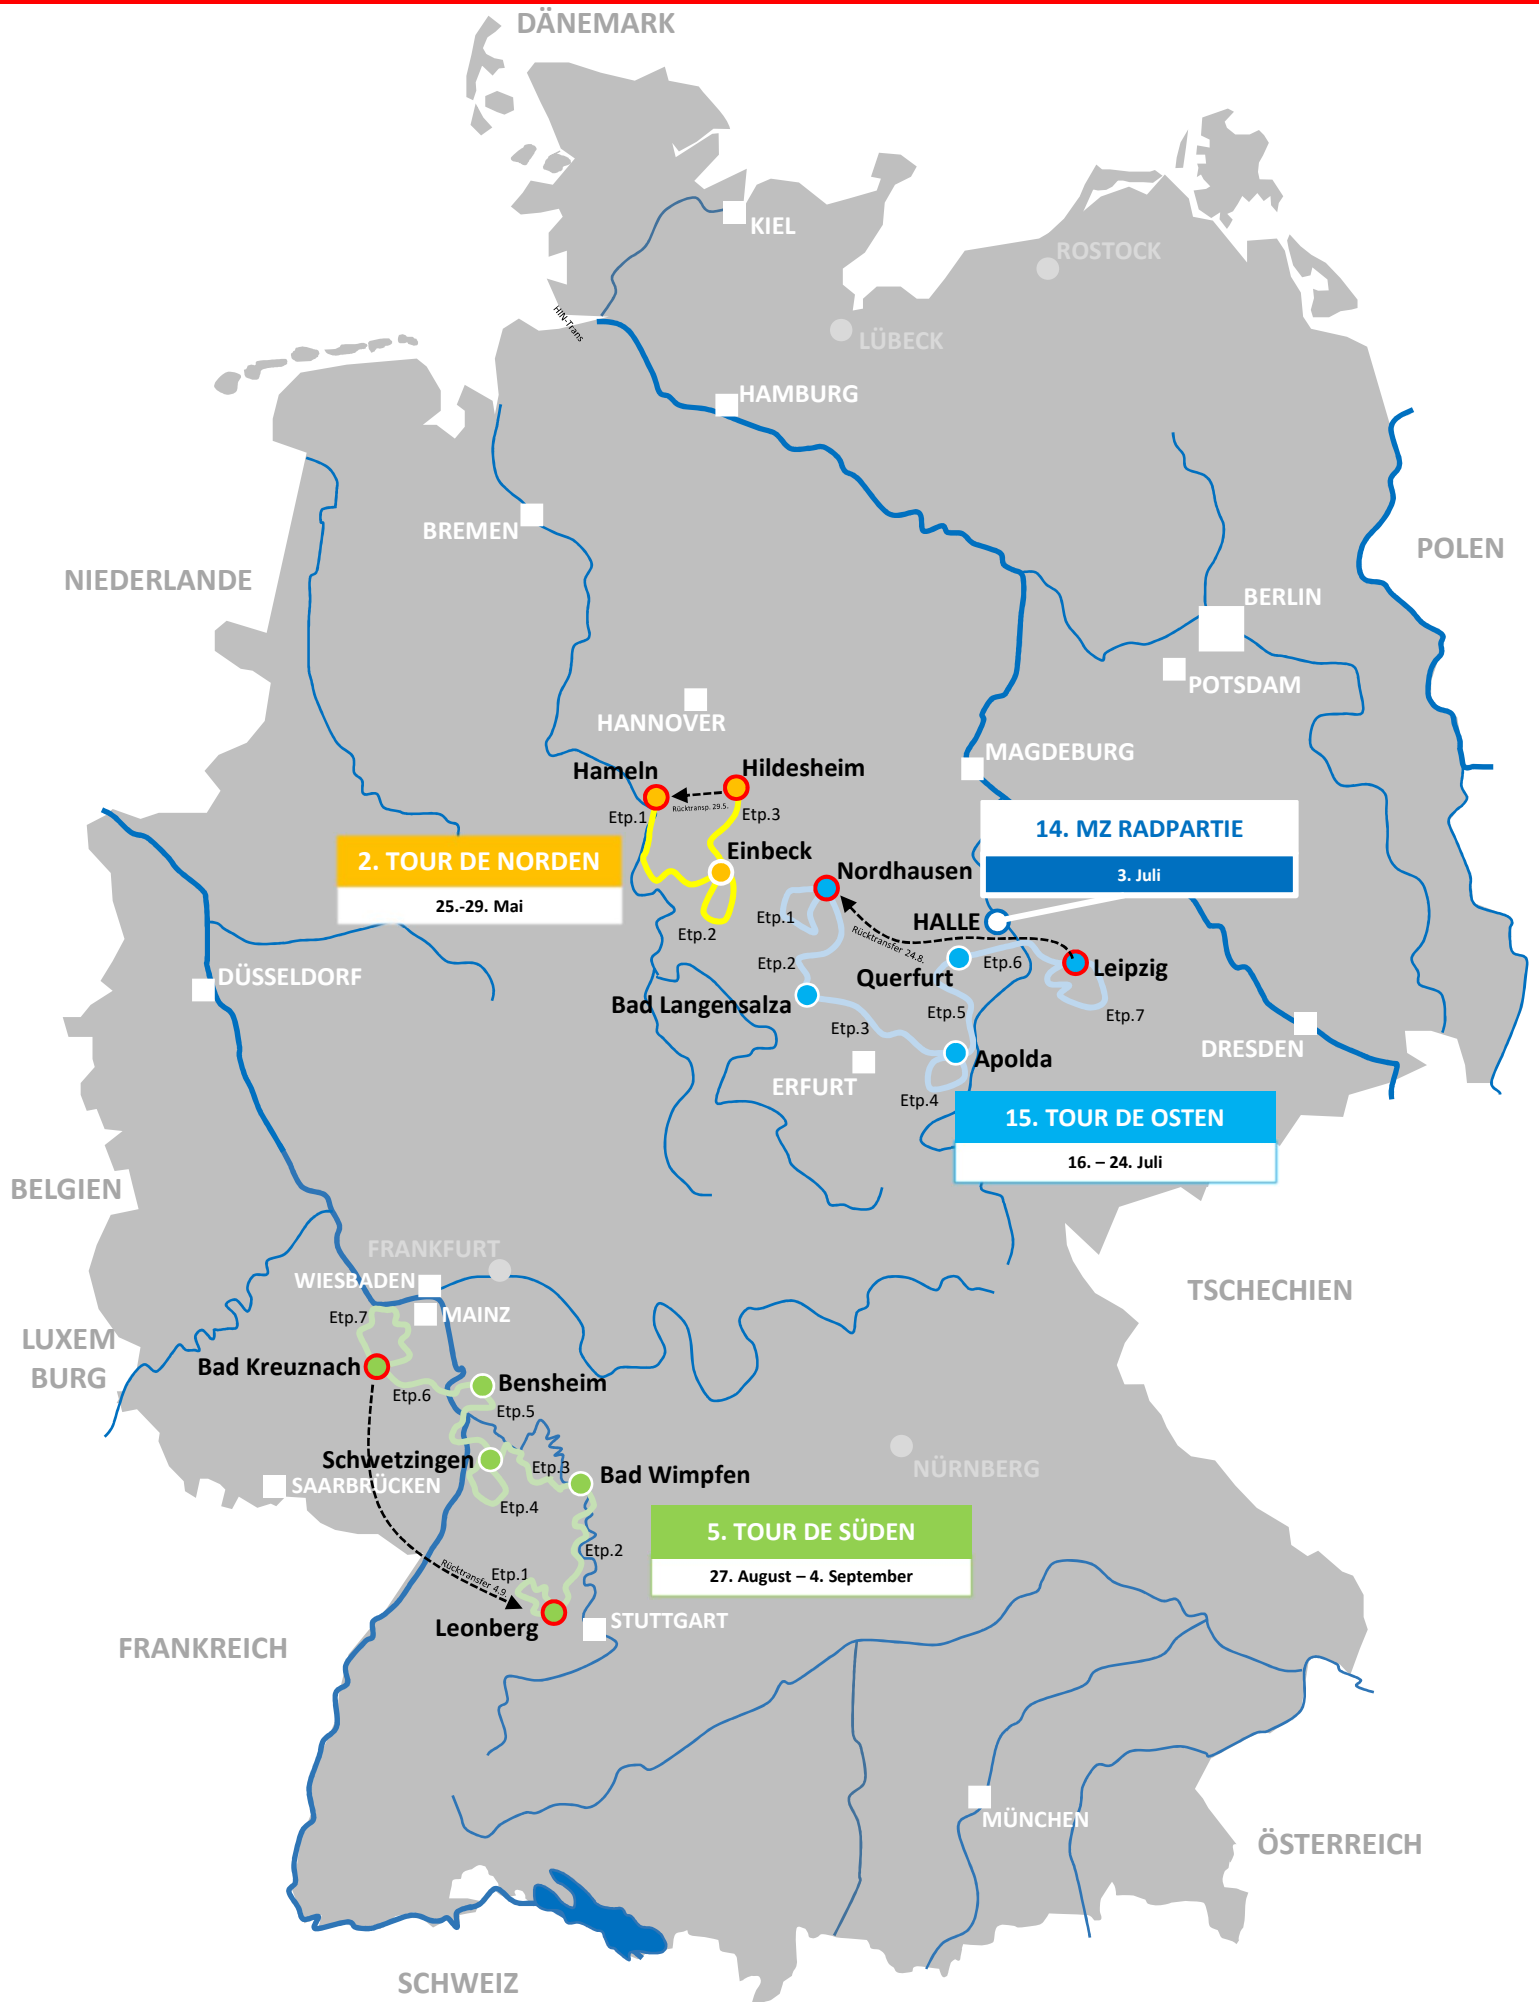 DÄNEMARK
KIEL
ROSTOCK
HIN-Trans
LÜBECK
HAMBURG
BREMEN
POLEN
NIEDERLANDE
BERLIN
POTSDAM
HANNOVER
MAGDEBURG
Hameln
Hildesheim
Rücktransp. 29.5.
Etp.1
Etp.3
2. TOUR DE NORDEN
25.-29. Mai
Einbeck
Etp.2
14. MZ RADPARTIE
3. Juli
Nordhausen
Etp.1
HALLE
Rücktransfer 24.8.
Etp.2
Querfurt
Etp.6
Leipzig
DÜSSELDORF
Bad Langensalza
Etp.3
Etp.5
Etp.7
DRESDEN
ERFURT
Apolda
Etp.4
15. TOUR DE OSTEN
16. – 24. Juli
BELGIEN
FRANKFURT
WIESBADEN
TSCHECHIEN
Etp.7
MAINZ
LUXEM
BURG
Bad Kreuznach
Etp.6
Bensheim
Etp.5
Schwetzingen
Etp.3
Bad Wimpfen
NÜRNBERG
SAARBRÜCKEN
Etp.4
5. TOUR DE SÜDEN
27. August – 4. September
Etp.2
Etp.1
Rücktransfer 4.9.
Leonberg
STUTTGART
FRANKREICH
MÜNCHEN
ÖSTERREICH
SCHWEIZ